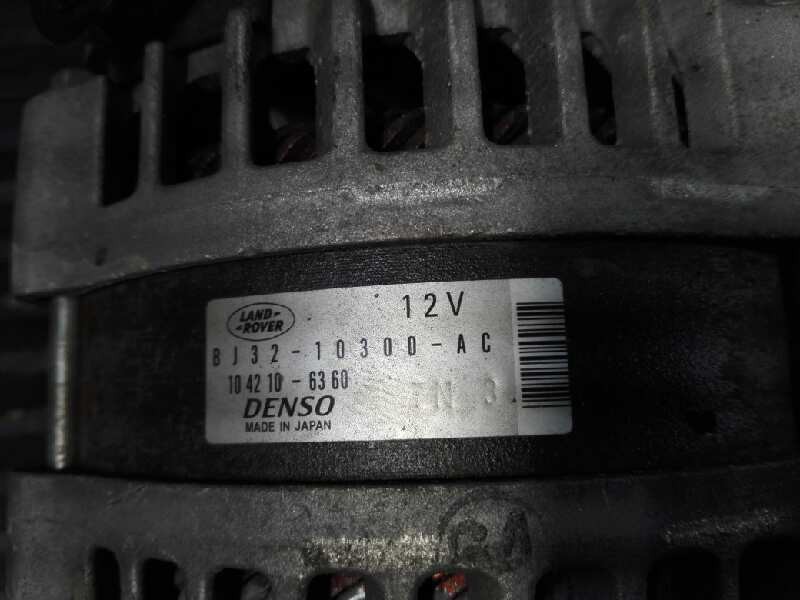 LAND-
-ROVER
12V
BJ32-10300-AC
104210-6360
DENSO
MADE IN JAPAN